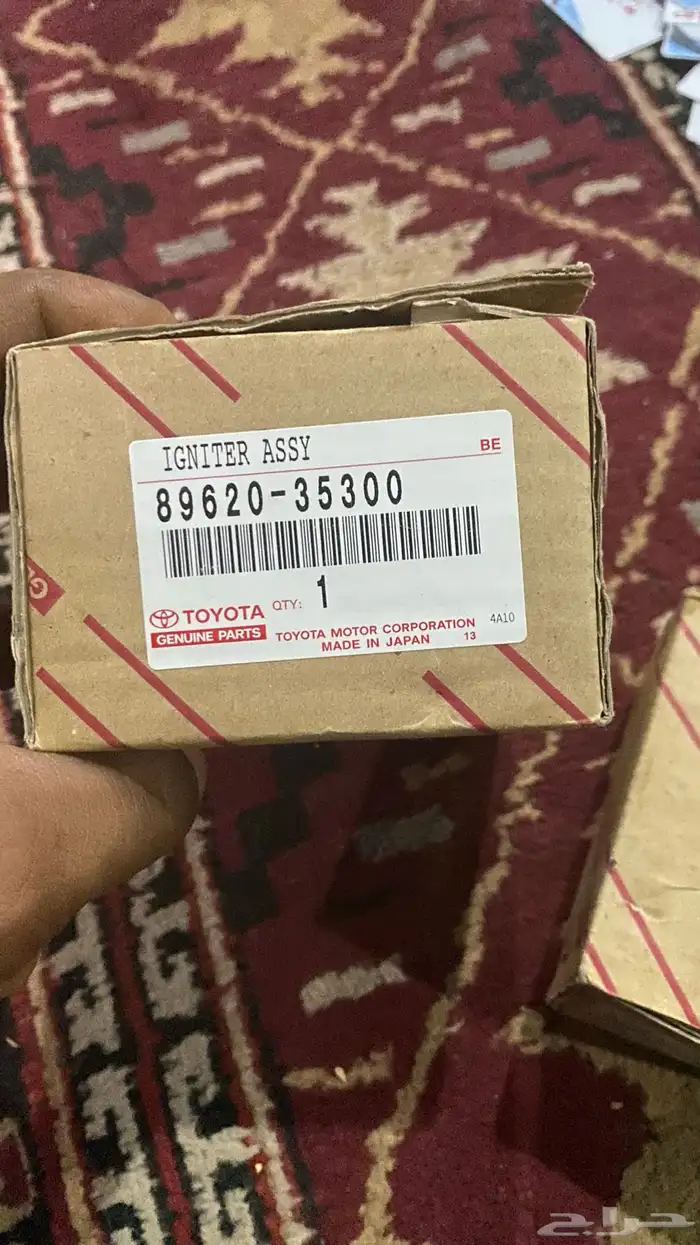 IGNITER ASSY
BE
89620-35300
QTY: 1
TOYOTA
GENUINE PARTS
TOYOTA MOTOR CORPORATION
MADE IN JAPAN 13
4A10
حراج